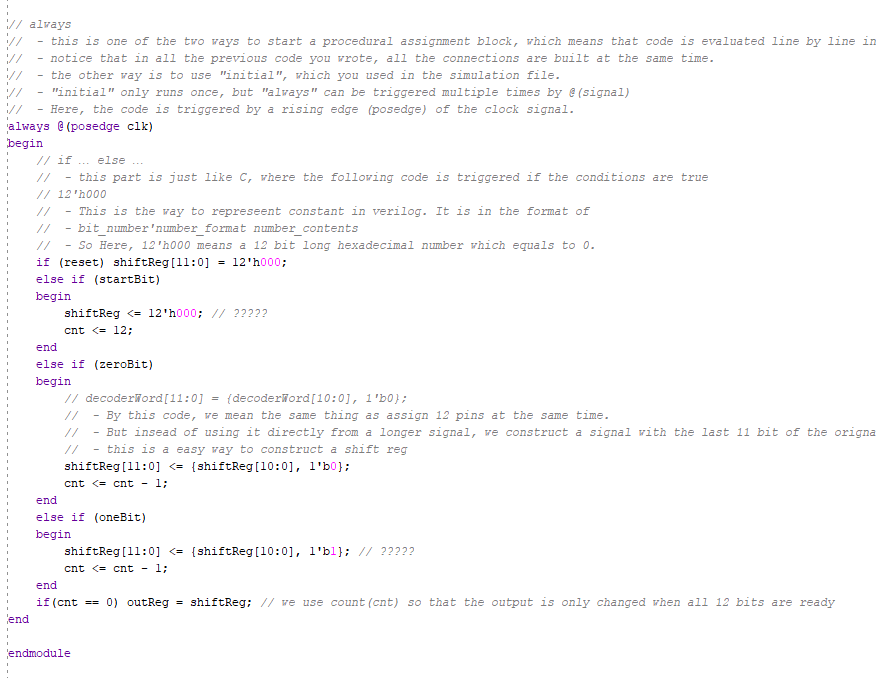 // always
//  - this is one of the two ways to start a procedural assignment block, which means that code is evaluated line by line in
//  - notice that in all the previous code you wrote, all the connections are built at the same time.
//  - the other way is to use "initial", which you used in the simulation file.
//  - "initial" only runs once, but "always" can be triggered multiple times by @(signal)
//  - Here, the code is triggered by a rising edge (posedge) of the clock signal.
always @(posedge clk)
begin
    // if ... else ...
    //  - this part is just like C, where the following code is triggered if the conditions are true
    // 12'h000
    //  - This is the way to represeent constant in verilog. It is in the format of
    //  - bit_number'number_format number_contents
    //  - So Here, 12'h000 means a 12 bit long hexadecimal number which equals to 0.
    if (reset) shiftReg[11:0] = 12'h000;
    else if (startBit)
    begin
        shiftReg <= 12'h000; // ?????
        cnt <= 12;
    end
    else if (zeroBit)
    begin
        // decoderWord[11:0] = {decoderWord[10:0], 1'b0};
        //  - By this code, we mean the same thing as assign 12 pins at the same time.
        //  - But insead of using it directly from a longer signal, we construct a signal with the last 11 bit of the origna
        //  - this is a easy way to construct a shift reg
        shiftReg[11:0] <= {shiftReg[10:0], 1'b0};
        cnt <= cnt - 1;
    end
    else if (oneBit)
    begin
        shiftReg[11:0] <= {shiftReg[10:0], 1'b1}; // ?????
        cnt <= cnt - 1;
    end
    if(cnt == 0) outReg = shiftReg; // we use count(cnt) so that the output is only changed when all 12 bits are ready
end
endmodule